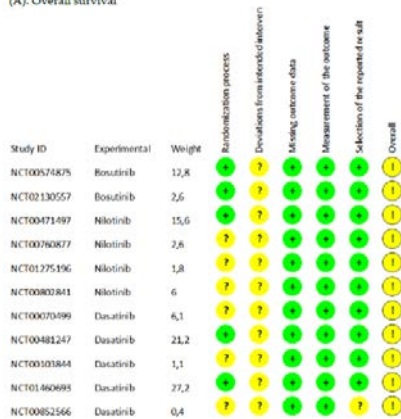 (A). Overall survival
Randomization process
Deviations from intended interven
Missing outcome data
Measurement of the outcome
Selection of the reported result
Overall
Study ID Experimental Weight
NCT00574875 Bosutinib 12,8 + ? + + + !
NCT02130557 Bosutinib 2,6 + ? + + + !
NCT00471497 Nilotinib 15,6 + ? + + + !
NCT00760877 Nilotinib 2,6 ? ? + + + !
NCT01275196 Nilotinib 1,8 ? ? + + + !
NCT00802841 Nilotinib 6 ? ? + + + !
NCT00070499 Dasatinib 6,1 ? ? + + + !
NCT00481247 Dasatinib 21,2 + ? + + + !
NCT00103844 Dasatinib 1,1 ? ? + + + !
NCT01460693 Dasatinib 27,2 + ? + + + !
NCT00852566 Dasatinib 0,4 ? ? + + ? !